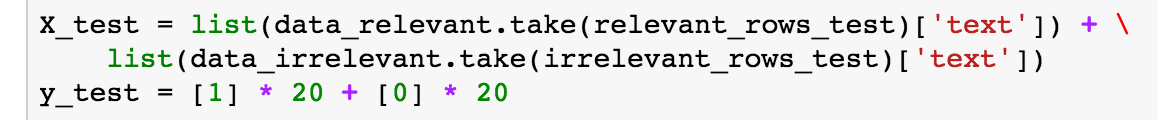 X_test = list(data_relevant.take(relevant_rows_test)['text']) + \
    list(data_irrelevant.take(irrelevant_rows_test)['text'])
y_test = [1] * 20 + [0] * 20